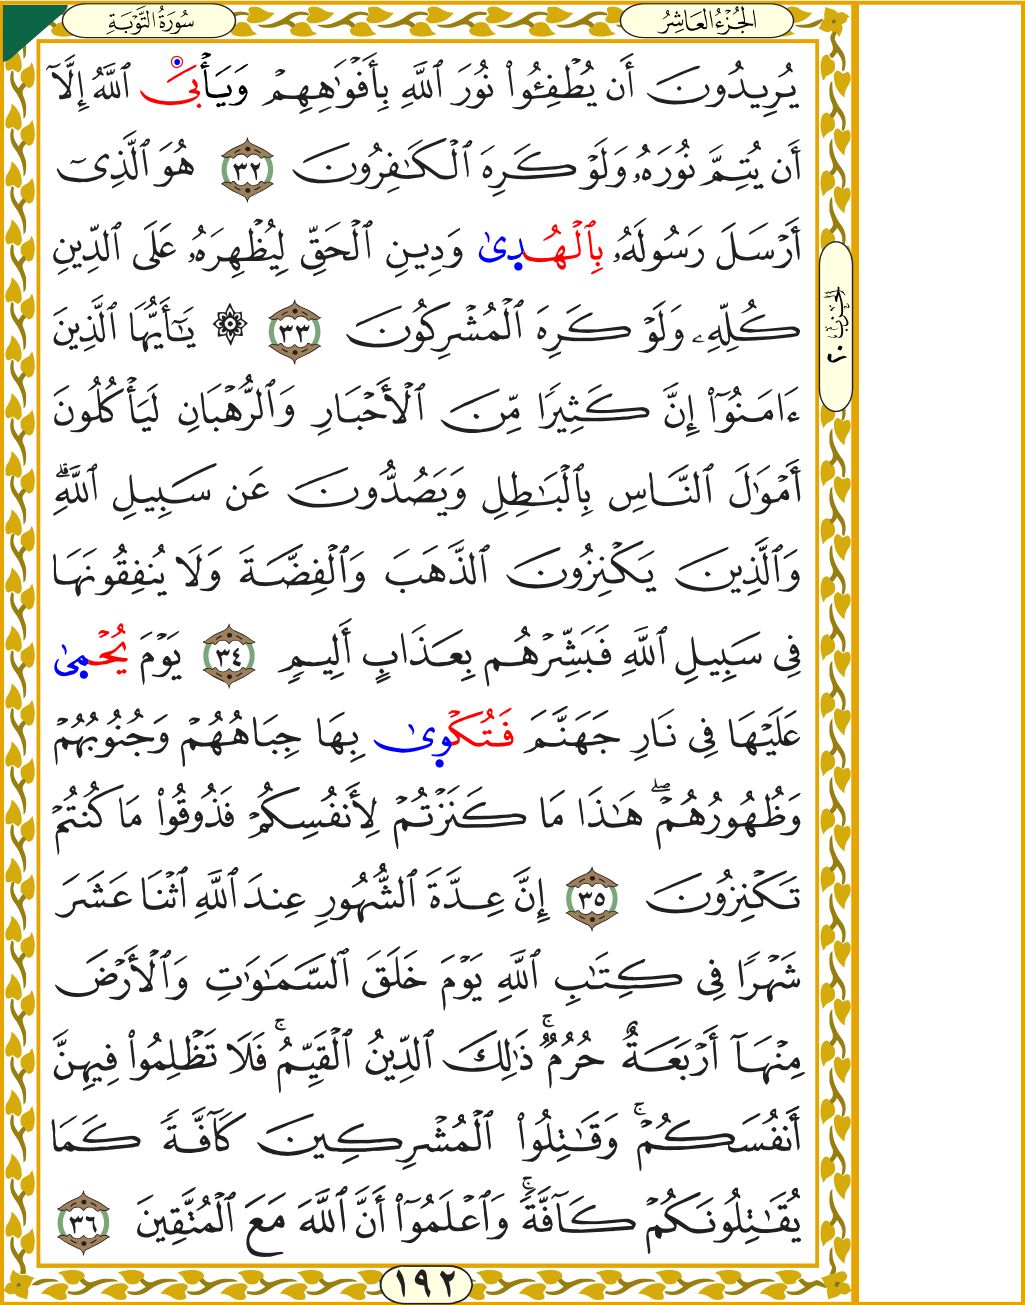 سُورَةُ التَّوْبَةِ
الجُزْءُ العَاشِرُ
يُرِيدُونَ أَن يُطْفِـُٔوا۟ نُورَ ٱللَّهِ بِأَفْوَٰهِهِمْ وَيَأْبَى ٱللَّهُ إِلَّآ
أَن يُتِمَّ نُورَهُۥ وَلَوْ كَرِهَ ٱلْكَـٰفِرُونَ ٣٢ هُوَ ٱلَّذِىٓ
أَرْسَلَ رَسُولَهُۥ بِٱلْهُدىٰ وَدِينِ ٱلْحَقِّ لِيُظْهِرَهُۥ عَلَى ٱلدِّينِ
كُلِّهِۦ وَلَوْ كَرِهَ ٱلْمُشْرِكُونَ ٣٣ ۞ يَـٰٓأَيُّهَا ٱلَّذِينَ
ءَامَنُوٓا۟ إِنَّ كَثِيرًا مِّنَ ٱلْأَحْبَارِ وَٱلرُّهْبَانِ لَيَأْكُلُونَ
أَمْوَٰلَ ٱلنَّاسِ بِٱلْبَـٰطِلِ وَيَصُدُّونَ عَن سَبِيلِ ٱللَّهِ ۗ
وَٱلَّذِينَ يَكْنِزُونَ ٱلذَّهَبَ وَٱلْفِضَّةَ وَلَا يُنفِقُونَهَا
فِى سَبِيلِ ٱللَّهِ فَبَشِّرْهُم بِعَذَابٍ أَلِيمٍ ٣٤ يَوْمَ يُحْمىٰ
عَلَيْهَا فِى نَارِ جَهَنَّمَ فَتُكْوىٰ بِهَا جِبَاهُهُمْ وَجُنُوبُهُمْ
وَظُهُورُهُمْ ۖ هَـٰذَا مَا كَنَزْتُمْ لِأَنفُسِكُمْ فَذُوقُوا۟ مَا كُنتُمْ
تَكْنِزُونَ ٣٥ إِنَّ عِدَّةَ ٱلشُّهُورِ عِندَ ٱللَّهِ ٱثْنَا عَشَرَ
شَهْرًا فِى كِتَـٰبِ ٱللَّهِ يَوْمَ خَلَقَ ٱلسَّمَـٰوَٰتِ وَٱلْأَرْضَ
مِنْهَآ أَرْبَعَةٌ حُرُمٌ ۚ ذَٰلِكَ ٱلدِّينُ ٱلْقَيِّمُ ۚ فَلَا تَظْلِمُوا۟ فِيهِنَّ
أَنفُسَكُمْ ۚ وَقَـٰتِلُوا۟ ٱلْمُشْرِكِينَ كَآفَّةً كَمَا
يُقَـٰتِلُونَكُمْ كَآفَّةً ۚ وَٱعْلَمُوٓا۟ أَنَّ ٱللَّهَ مَعَ ٱلْمُتَّقِينَ ٣٦
الحزب ٢٠
١٩٢